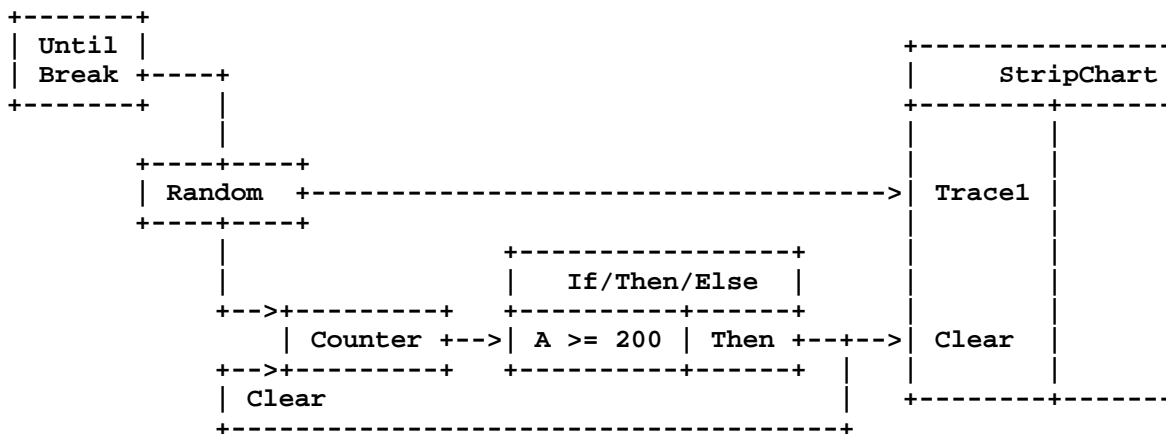 Until
Break
StripChart
Random
Trace1
If/Then/Else
Counter
A >= 200
Then
Clear
Clear